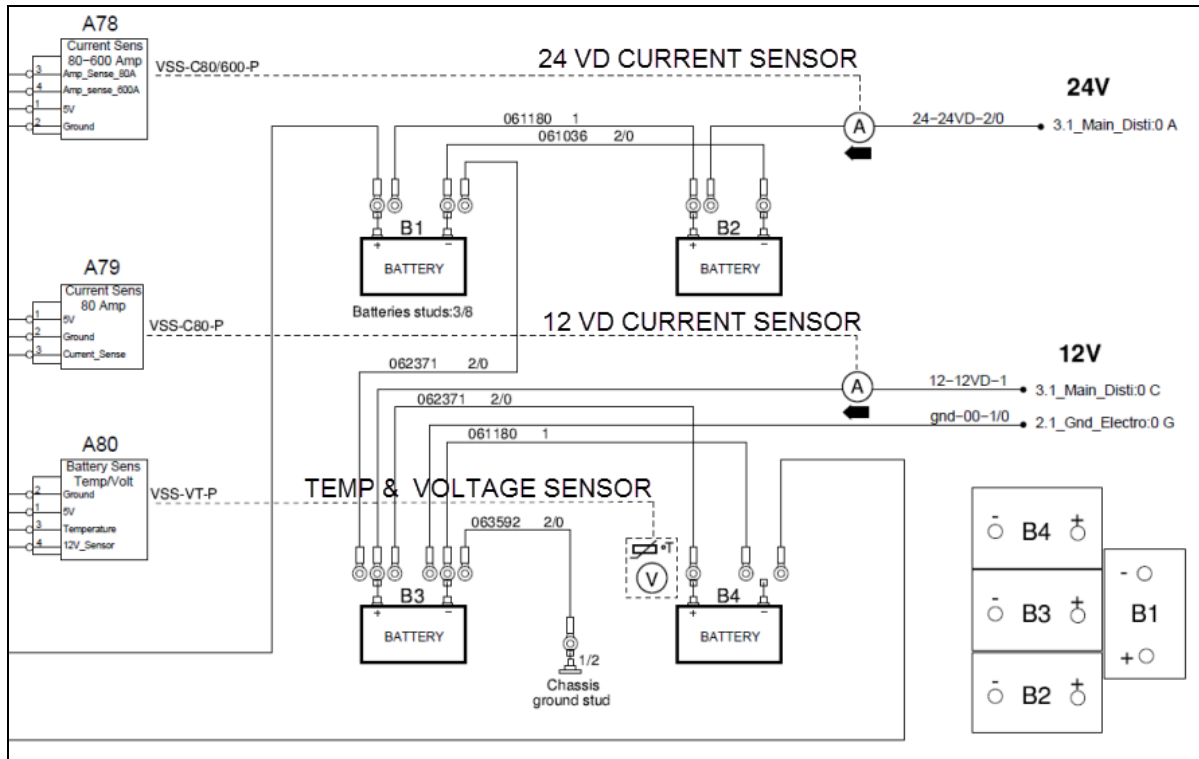 A78
Current Sens
80-600 Amp
3 Amp_Sense_80A
4 Amp_sense_600A
1 5V
2 Ground
VSS-C80/600-P
24 VD CURRENT SENSOR
24V
A
24-24VD-2/0
3.1_Main_Disti:0 A
061180 1
061036 2/0
B1
+ -
BATTERY
Batteries studs:3/8
B2
+ -
BATTERY
A79
Current Sens
80 Amp
1 5V
2 Ground
3 Current_Sense
VSS-C80-P
12 VD CURRENT SENSOR
12V
A
12-12VD-1
3.1_Main_Disti:0 C
gnd-00-1/0
2.1_Gnd_Electro:0 G
062371 2/0
062371 2/0
061180 1
A80
Battery Sens
Temp/Volt
2 Ground
1 5V
3 Temperature
4 12V_Sensor
VSS-VT-P
TEMP & VOLTAGE SENSOR
063592 2/0
°T
V
B3
+ -
BATTERY
B4
+ -
BATTERY
1/2
Chassis
ground stud
- B4 +
- B3 +
- B2 +
-
B1
+